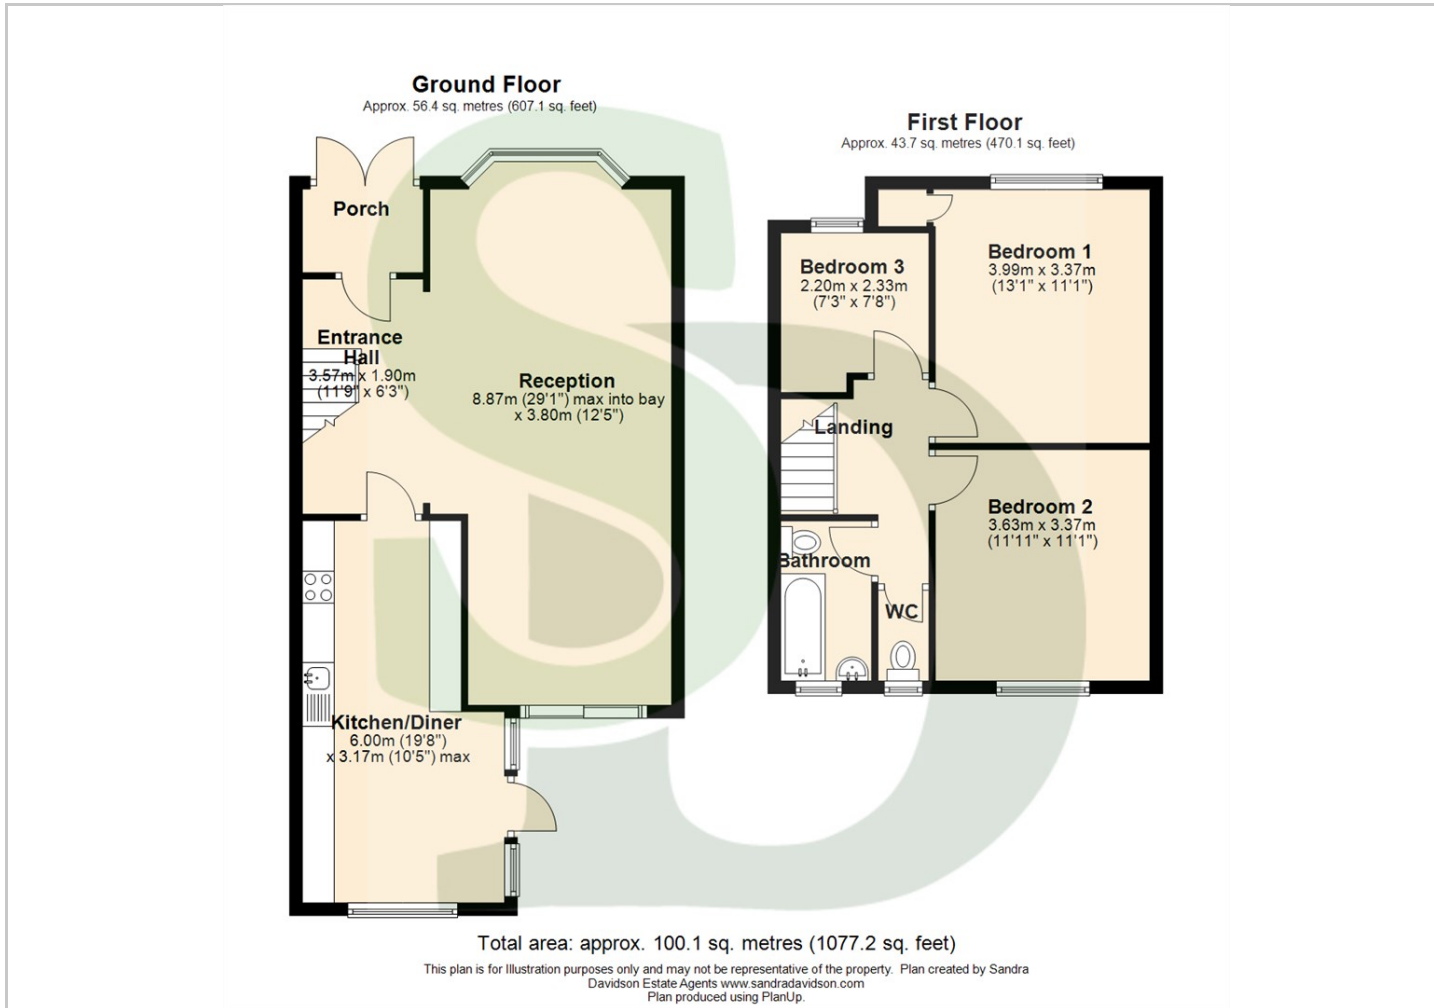 Ground Floor
Approx. 56.4 sq. metres (607.1 sq. feet)
Porch
Entrance
Hall
3.57m x 1.90m
(11'9" x 6'3")
Reception
8.87m (29'1") max into bay
x 3.80m (12'5")
Kitchen/Diner
6.00m (19'8")
x 3.17m (10'5") max
First Floor
Approx. 43.7 sq. metres (470.1 sq. feet)
Bedroom 3
2.20m x 2.33m
(7'3" x 7'8")
Bedroom 1
3.99m x 3.37m
(13'1" x 11'1")
Landing
Bedroom 2
3.63m x 3.37m
(11'11" x 11'1")
Bathroom
WC
Total area: approx. 100.1 sq. metres (1077.2 sq. feet)
This plan is for Illustration purposes only and may not be representative of the property. Plan created by Sandra
Davidson Estate Agents www.sandradavidson.com
Plan produced using PlanUp.
SD